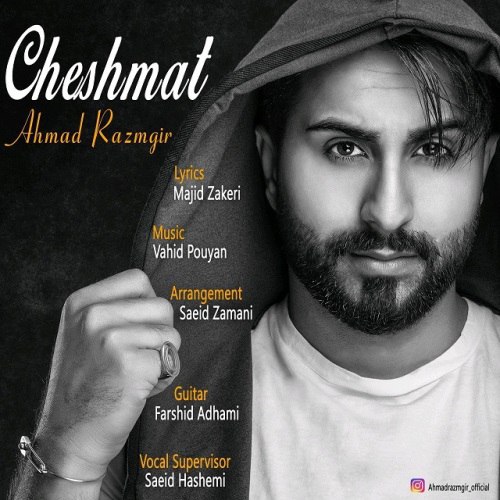 Cheshmat
Ahmad Razmgir
Lyrics
Majid Zakeri
Music
Vahid Pouyan
Arrangement
Saeid Zamani
Guitar
Farshid Adhami
Vocal Supervisor
Saeid Hashemi
Ahmadrazmgir_official